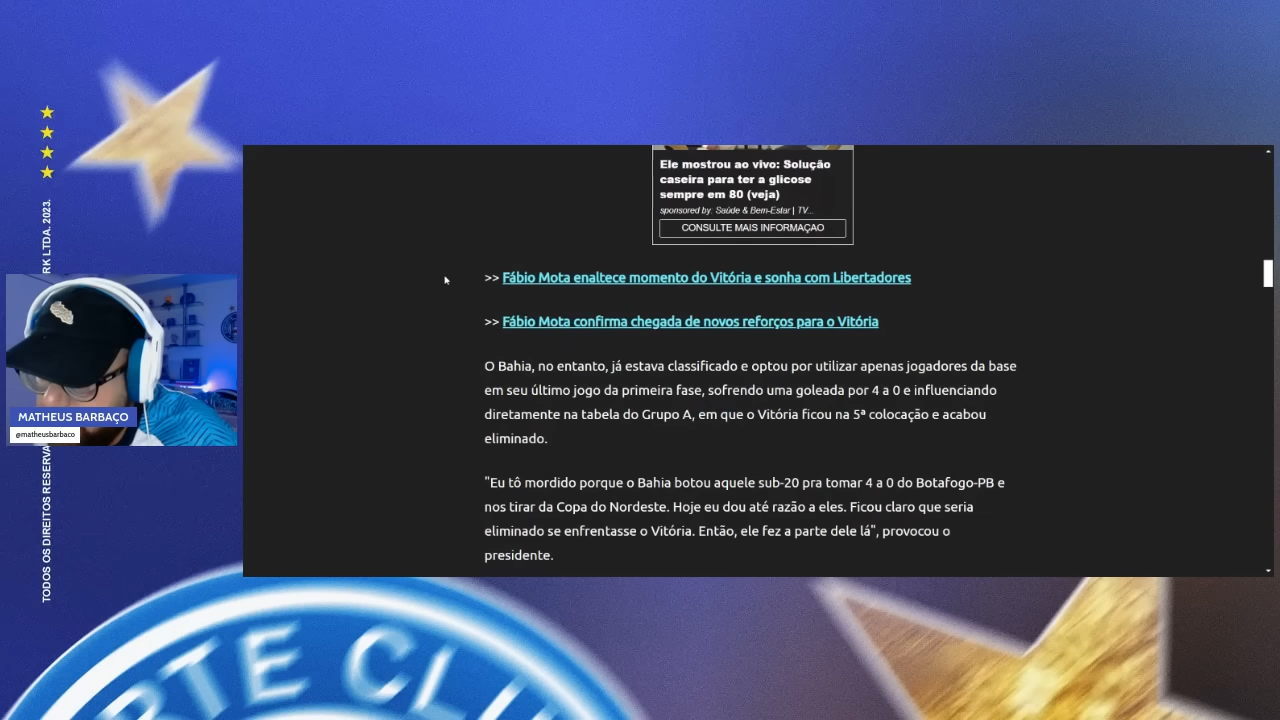 TODOS OS DIREITOS RESERVA
RK LTDA. 2023.
Ele mostrou ao vivo: Solução
caseira para ter a glicose
sempre em 80 (veja)
sponsored by: Saúde & Bem-Estar | TV...
CONSULTE MAIS INFORMAÇAO
>> Fábio Mota enaltece momento do Vitória e sonha com Libertadores
>> Fábio Mota confirma chegada de novos reforços para o Vitória
O Bahia, no entanto, já estava classificado e optou por utilizar apenas jogadores da base
em seu último jogo da primeira fase, sofrendo uma goleada por 4 a 0 e influenciando
diretamente na tabela do Grupo A, em que o Vitória ficou na 5ª colocação e acabou
eliminado.
"Eu tô mordido porque o Bahia botou aquele sub-20 pra tomar 4 a 0 do Botafogo-PB e
nos tirar da Copa do Nordeste. Hoje eu dou até razão a eles. Ficou claro que seria
eliminado se enfrentasse o Vitória. Então, ele fez a parte dele lá", provocou o
presidente.
MATHEUS BARBAÇO
@matheusbarbaco
RTE CLU